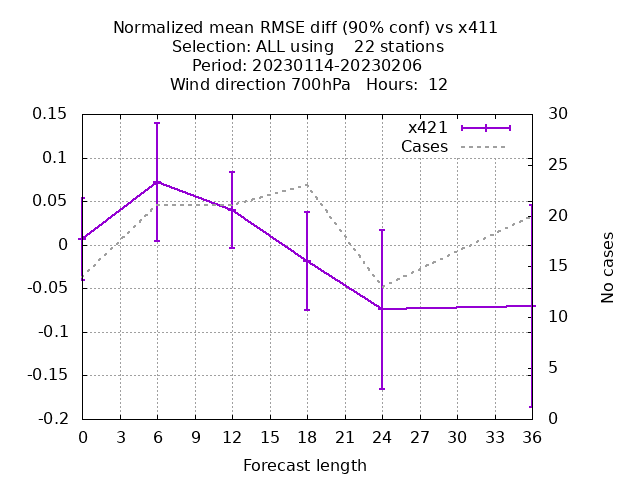 Normalized mean RMSE diff (90% conf) vs x411
Selection: ALL using    22 stations
Period: 20230114-20230206
Wind direction 700hPa   Hours:  12
x421
Cases
0.15
0.1
0.05
0
-0.05
-0.1
-0.15
-0.2
30
25
20
15
10
5
0
No cases
0 3 6 9 12 15 18 21 24 27 30 33 36
Forecast length